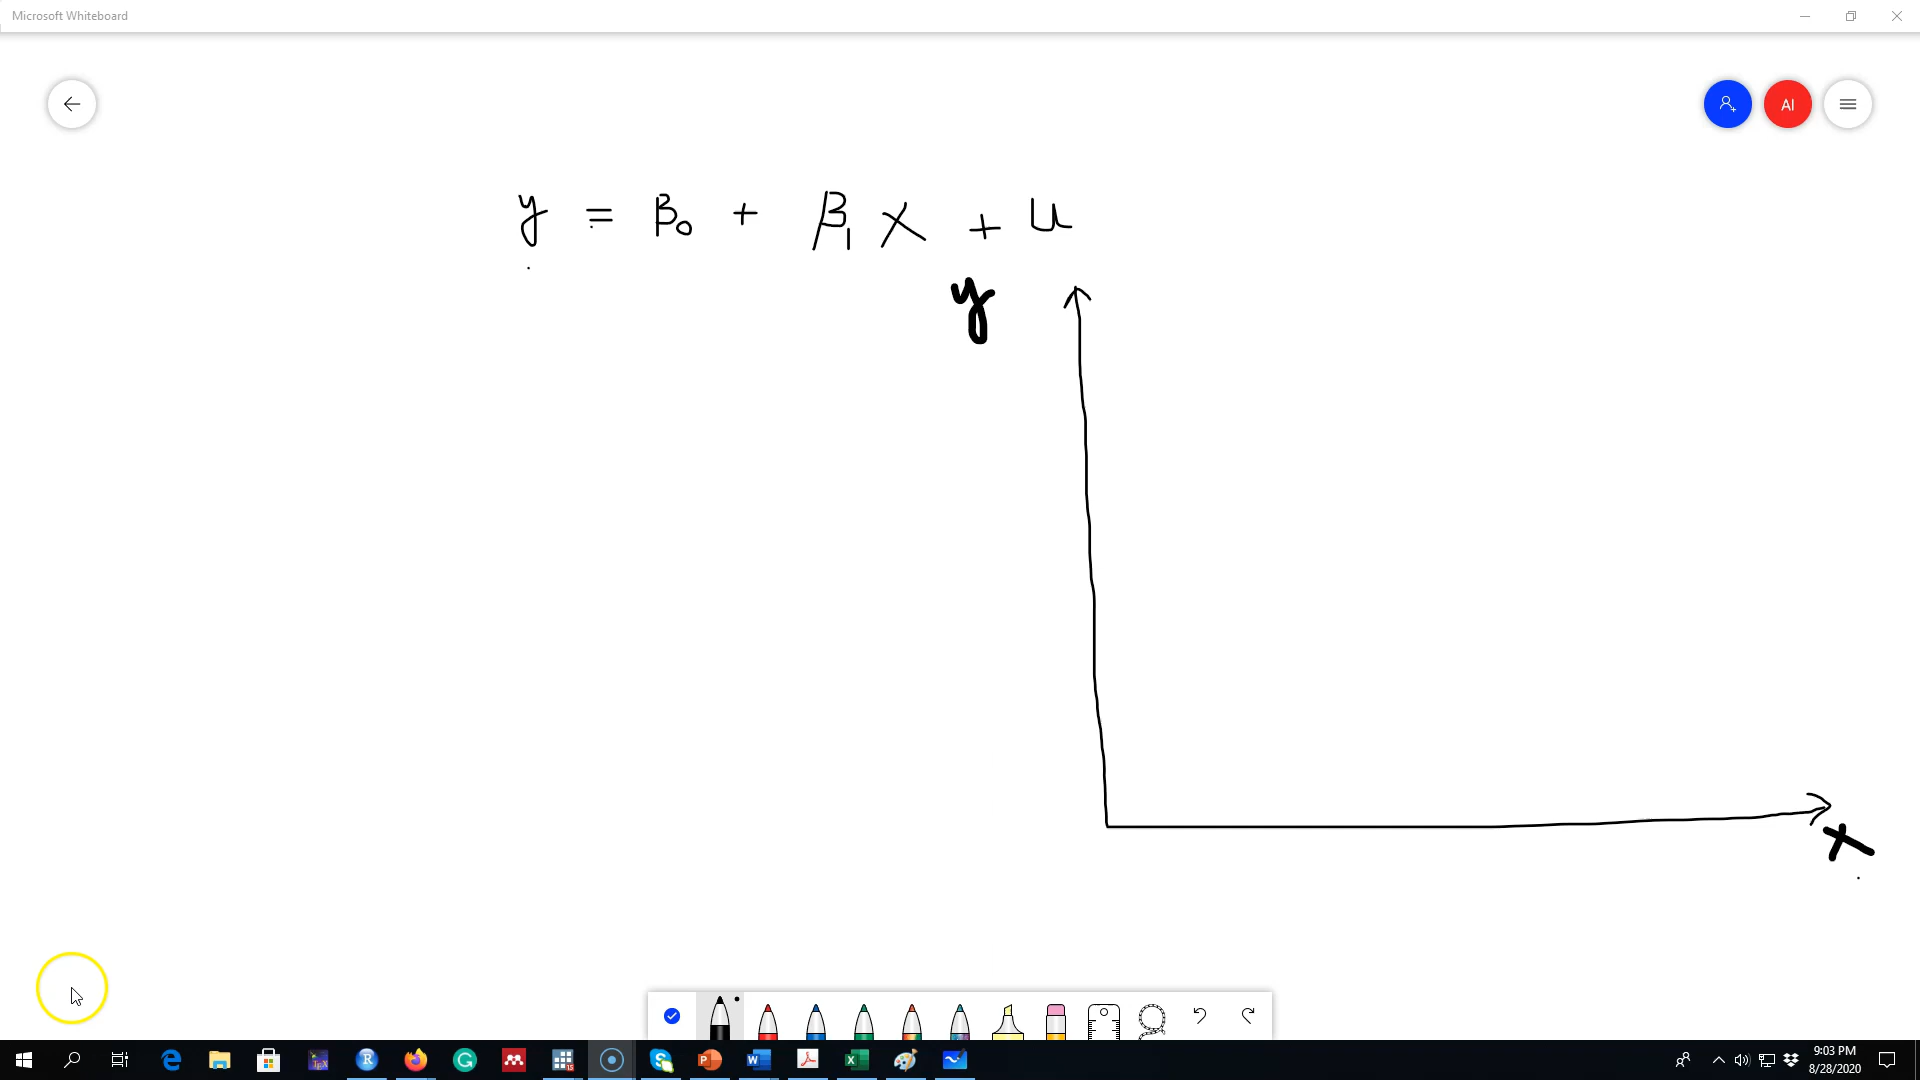 Microsoft Whiteboard
AI
y = β₀ + β₁ x + u
y
x
9:03 PM
8/28/2020